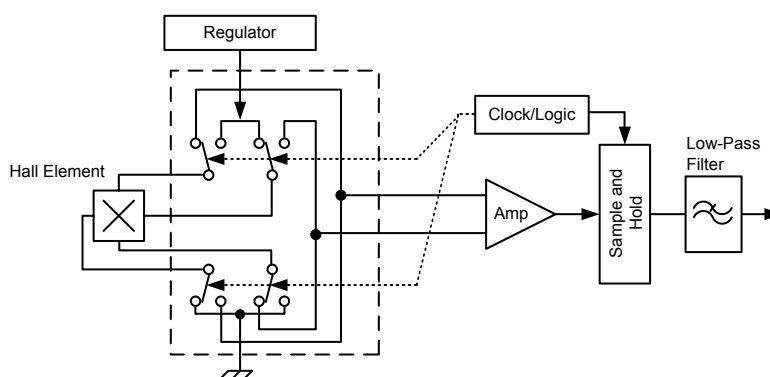 Regulator
Clock/Logic
Low-Pass
Filter
Hall Element
Amp
Sample and
Hold